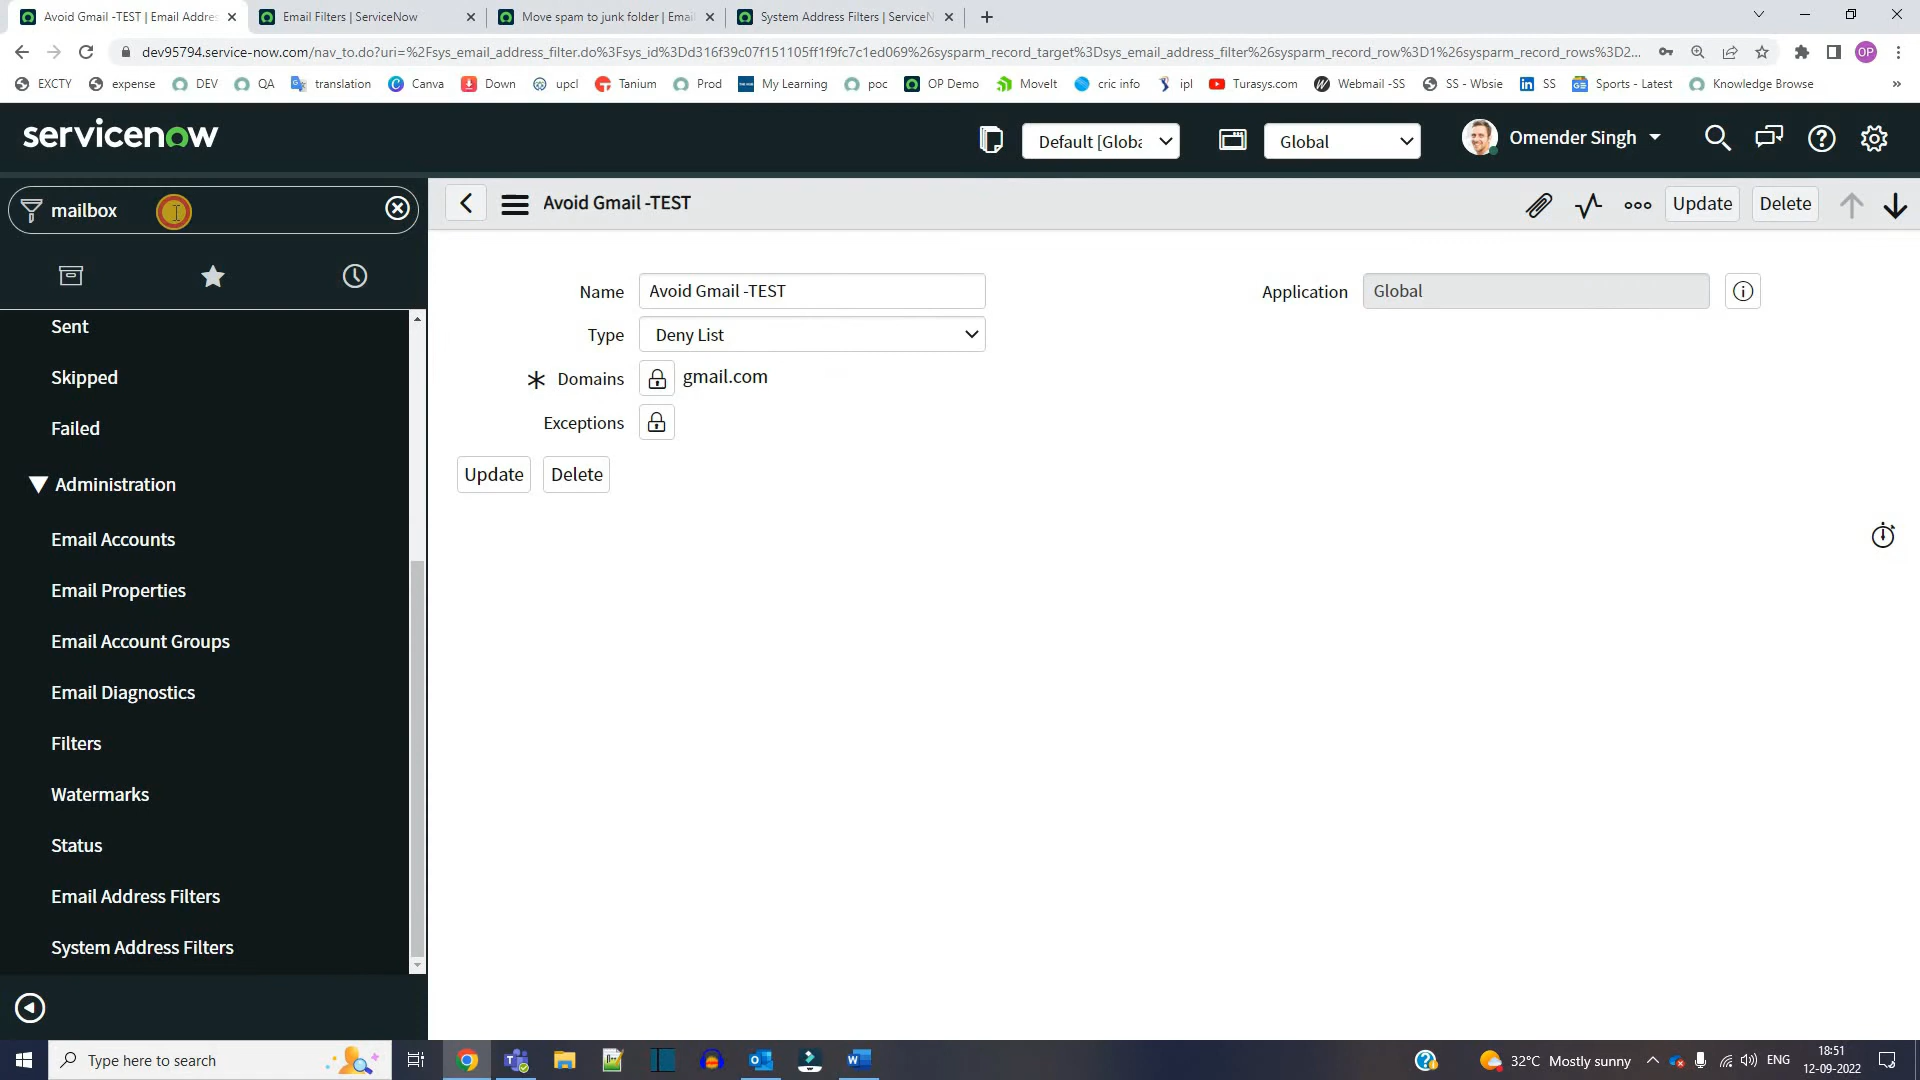 Avoid Gmail -TEST | Email Addres
Email Filters | ServiceNow
Move spam to junk folder | Email
System Address Filters | ServiceN
dev95794.service-now.com/nav_to.do?uri=%2Fsys_email_address_filter.do%3Fsys_id%3Dd316f39c07f151105ff1f9fc7c1ed069%26sysparm_record_target%3Dsys_email_address_filter%26sysparm_record_row%3D1%26sysparm_record_rows%3D2...
EXCTY
expense
DEV
QA
translation
Canva
Down
upcl
Tanium
Prod
My Learning
poc
OP Demo
MoveIt
cric info
ipl
Turasys.com
Webmail -SS
SS - Wbsie
SS
Sports - Latest
Knowledge Browse
»
OP
servicenow
Default [Globa
Global
Omender Singh
mailbox
Avoid Gmail -TEST
Update
Delete
Sent
Skipped
Failed
Administration
Email Accounts
Email Properties
Email Account Groups
Email Diagnostics
Filters
Watermarks
Status
Email Address Filters
System Address Filters
Name
Avoid Gmail -TEST
Application
Global
Type
Deny List
Domains
gmail.com
Exceptions
Update
Delete
Type here to search
32°C Mostly sunny
ENG
18:51
12-09-2022